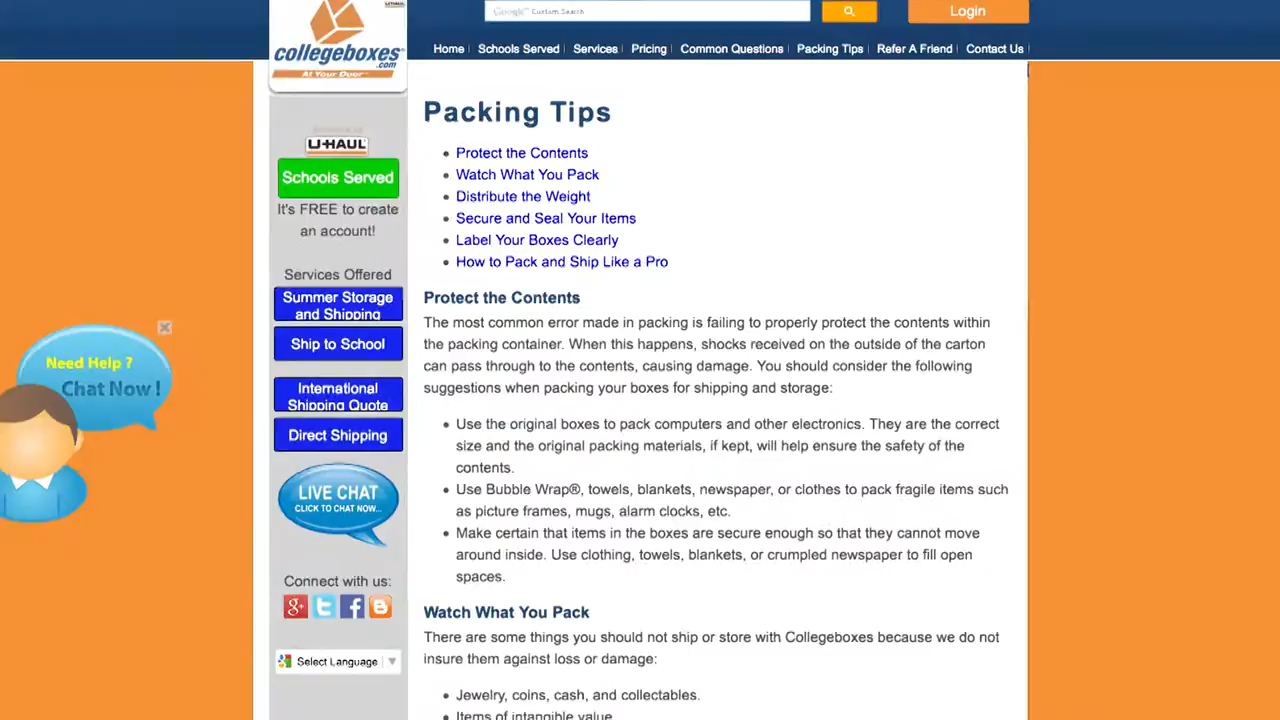 U-HAUL
Google™ Custom Search
Login
collegeboxes
.com
At Your Door™
Home
Schools Served
Services
Pricing
Common Questions
Packing Tips
Refer A Friend
Contact Us
U-HAUL
Schools Served
It's FREE to create
an account!
Services Offered
Summer Storage
and Shipping
Ship to School
International
Shipping Quote
Direct Shipping
LIVE CHAT
CLICK TO CHAT NOW...
Connect with us:
Select Language
Need Help ?
Chat Now !
Packing Tips
• Protect the Contents
• Watch What You Pack
• Distribute the Weight
• Secure and Seal Your Items
• Label Your Boxes Clearly
• How to Pack and Ship Like a Pro
Protect the Contents
The most common error made in packing is failing to properly protect the contents within
the packing container. When this happens, shocks received on the outside of the carton
can pass through to the contents, causing damage. You should consider the following
suggestions when packing your boxes for shipping and storage:
• Use the original boxes to pack computers and other electronics. They are the correct
size and the original packing materials, if kept, will help ensure the safety of the
contents.
• Use Bubble Wrap®, towels, blankets, newspaper, or clothes to pack fragile items such
as picture frames, mugs, alarm clocks, etc.
• Make certain that items in the boxes are secure enough so that they cannot move
around inside. Use clothing, towels, blankets, or crumpled newspaper to fill open
spaces.
Watch What You Pack
There are some things you should not ship or store with Collegeboxes because we do not
insure them against loss or damage:
• Jewelry, coins, cash, and collectables.
• Items of intangible value